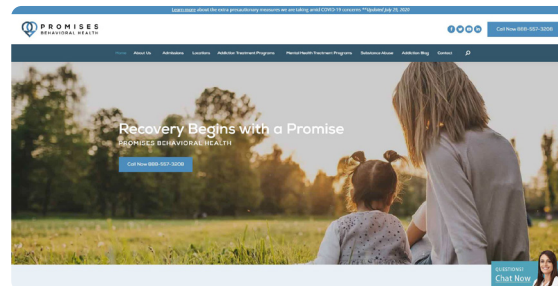 Learn more about the extra precautionary measures we are taking amid COVID-19 concerns **Updated July 25, 2020
PROMISES
BEHAVIORAL HEALTH
Call Now 888-557-3206
Home About Us Admissions Locations Addiction Treatment Programs Mental Health Treatment Programs Substance Abuse Addiction Blog Contact
Recovery Begins with a Promise
PROMISES BEHAVIORAL HEALTH
Call Now 888-557-3206
QUESTIONS?
Chat Now